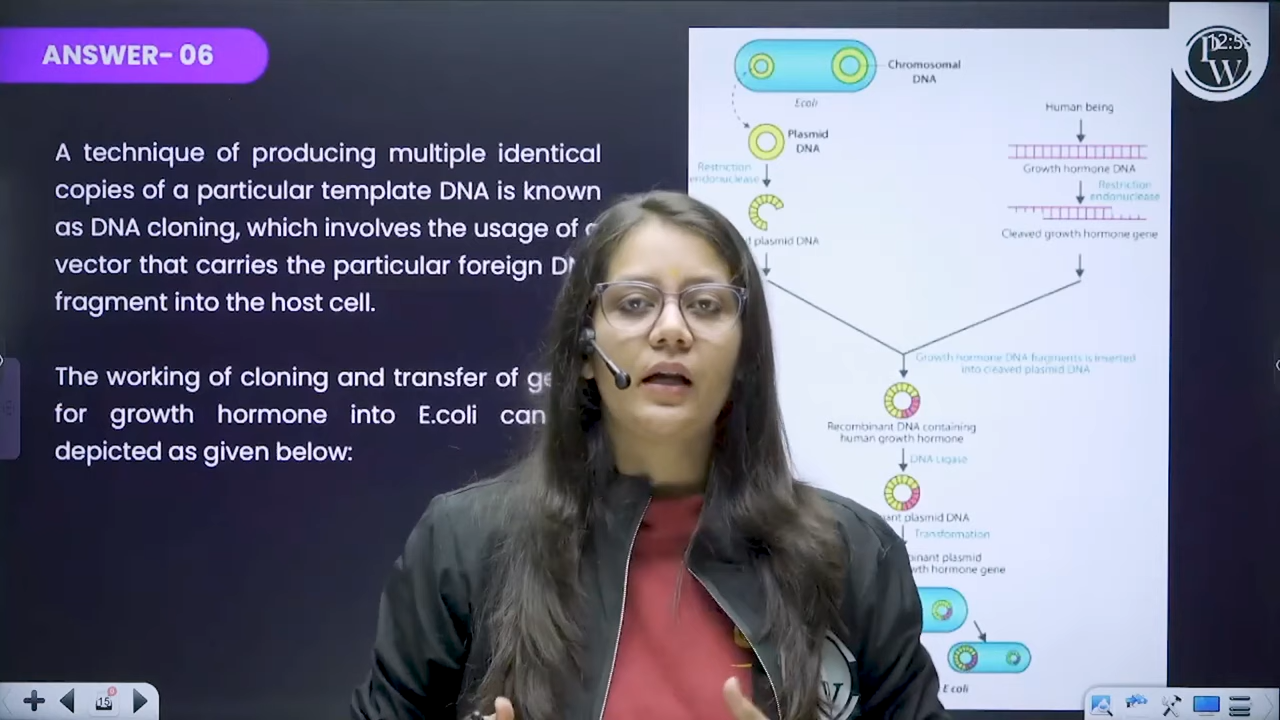 ANSWER- 06
A technique of producing multiple identical
copies of a particular template DNA is known
as DNA cloning, which involves the usage of
vector that carries the particular foreign
fragment into the host cell.
The working of cloning and transfer of
for growth hormone into E.coli can
depicted as given below:
Chromosomal
DNA
Ecoli
Plasmid
DNA
Restriction
endonuclease
plasmid DNA
Human being
Growth hormone DNA
Restriction
endonuclease
Cleaved growth hormone gene
Growth hormone DNA fragments is inserted
into cleaved plasmid DNA
Recombinant DNA containing
human growth hormone
DNA Ligase
plasmid DNA
Transformation
plasmid
hormone gene
E coli
PW
12:5
15
W